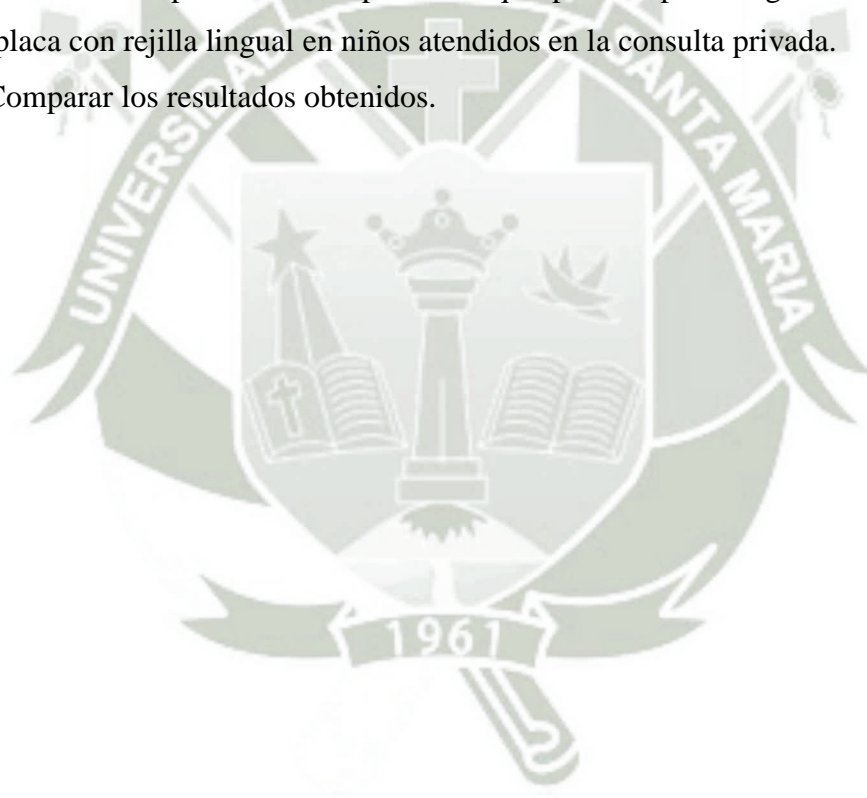 placa con rejilla lingual en niños atendidos en la consulta privada.
Comparar los resultados obtenidos.
UNIVERSIDAD
SANTA MARIA
1961